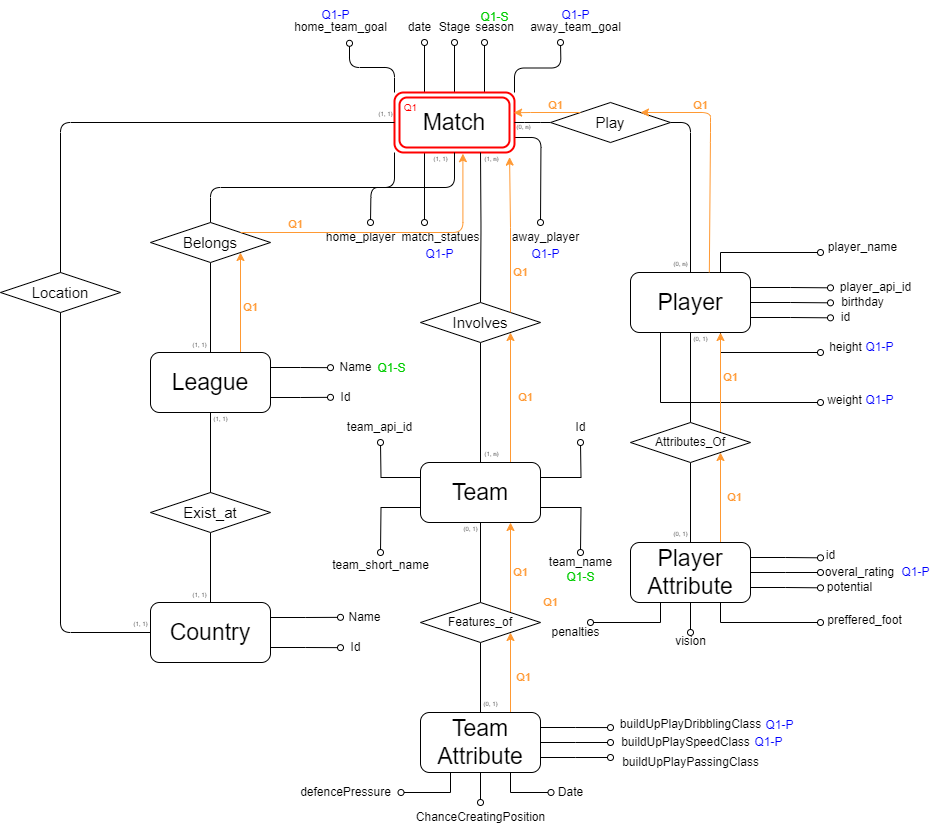 Q1-P
home_team_goal
date
Stage
Q1-S
season
Q1-P
away_team_goal
Q1
Match
(1, 1)
(0, n)
(1, 1)
(1, n)
Q1
Play
Q1
Belongs
Q1
home_player
match_statues
Q1-P
away_player
Q1-P
Q1
Location
Q1
Involves
(0, n)
Player
player_name
player_api_id
birthday
id
(0, 1)
height Q1-P
Q1
weight Q1-P
(1, 1)
League
Name Q1-S
Id
(1, 1)
Q1
team_api_id
Id
Attributes_Of
(1, n)
Team
Q1
Exist_at
(0, 1)
(0, 1)
team_short_name
team_name
Q1-S
Q1
Player
Attribute
id
overal_rating Q1-P
potential
preffered_foot
penalties
vision
(1, 1)
(1, 1)
Country
Name
Id
Q1
Features_of
Q1
(0, 1)
Team
Attribute
buildUpPlayDribblingClass Q1-P
buildUpPlaySpeedClass Q1-P
buildUpPlayPassingClass
defencePressure
Date
ChanceCreatingPosition